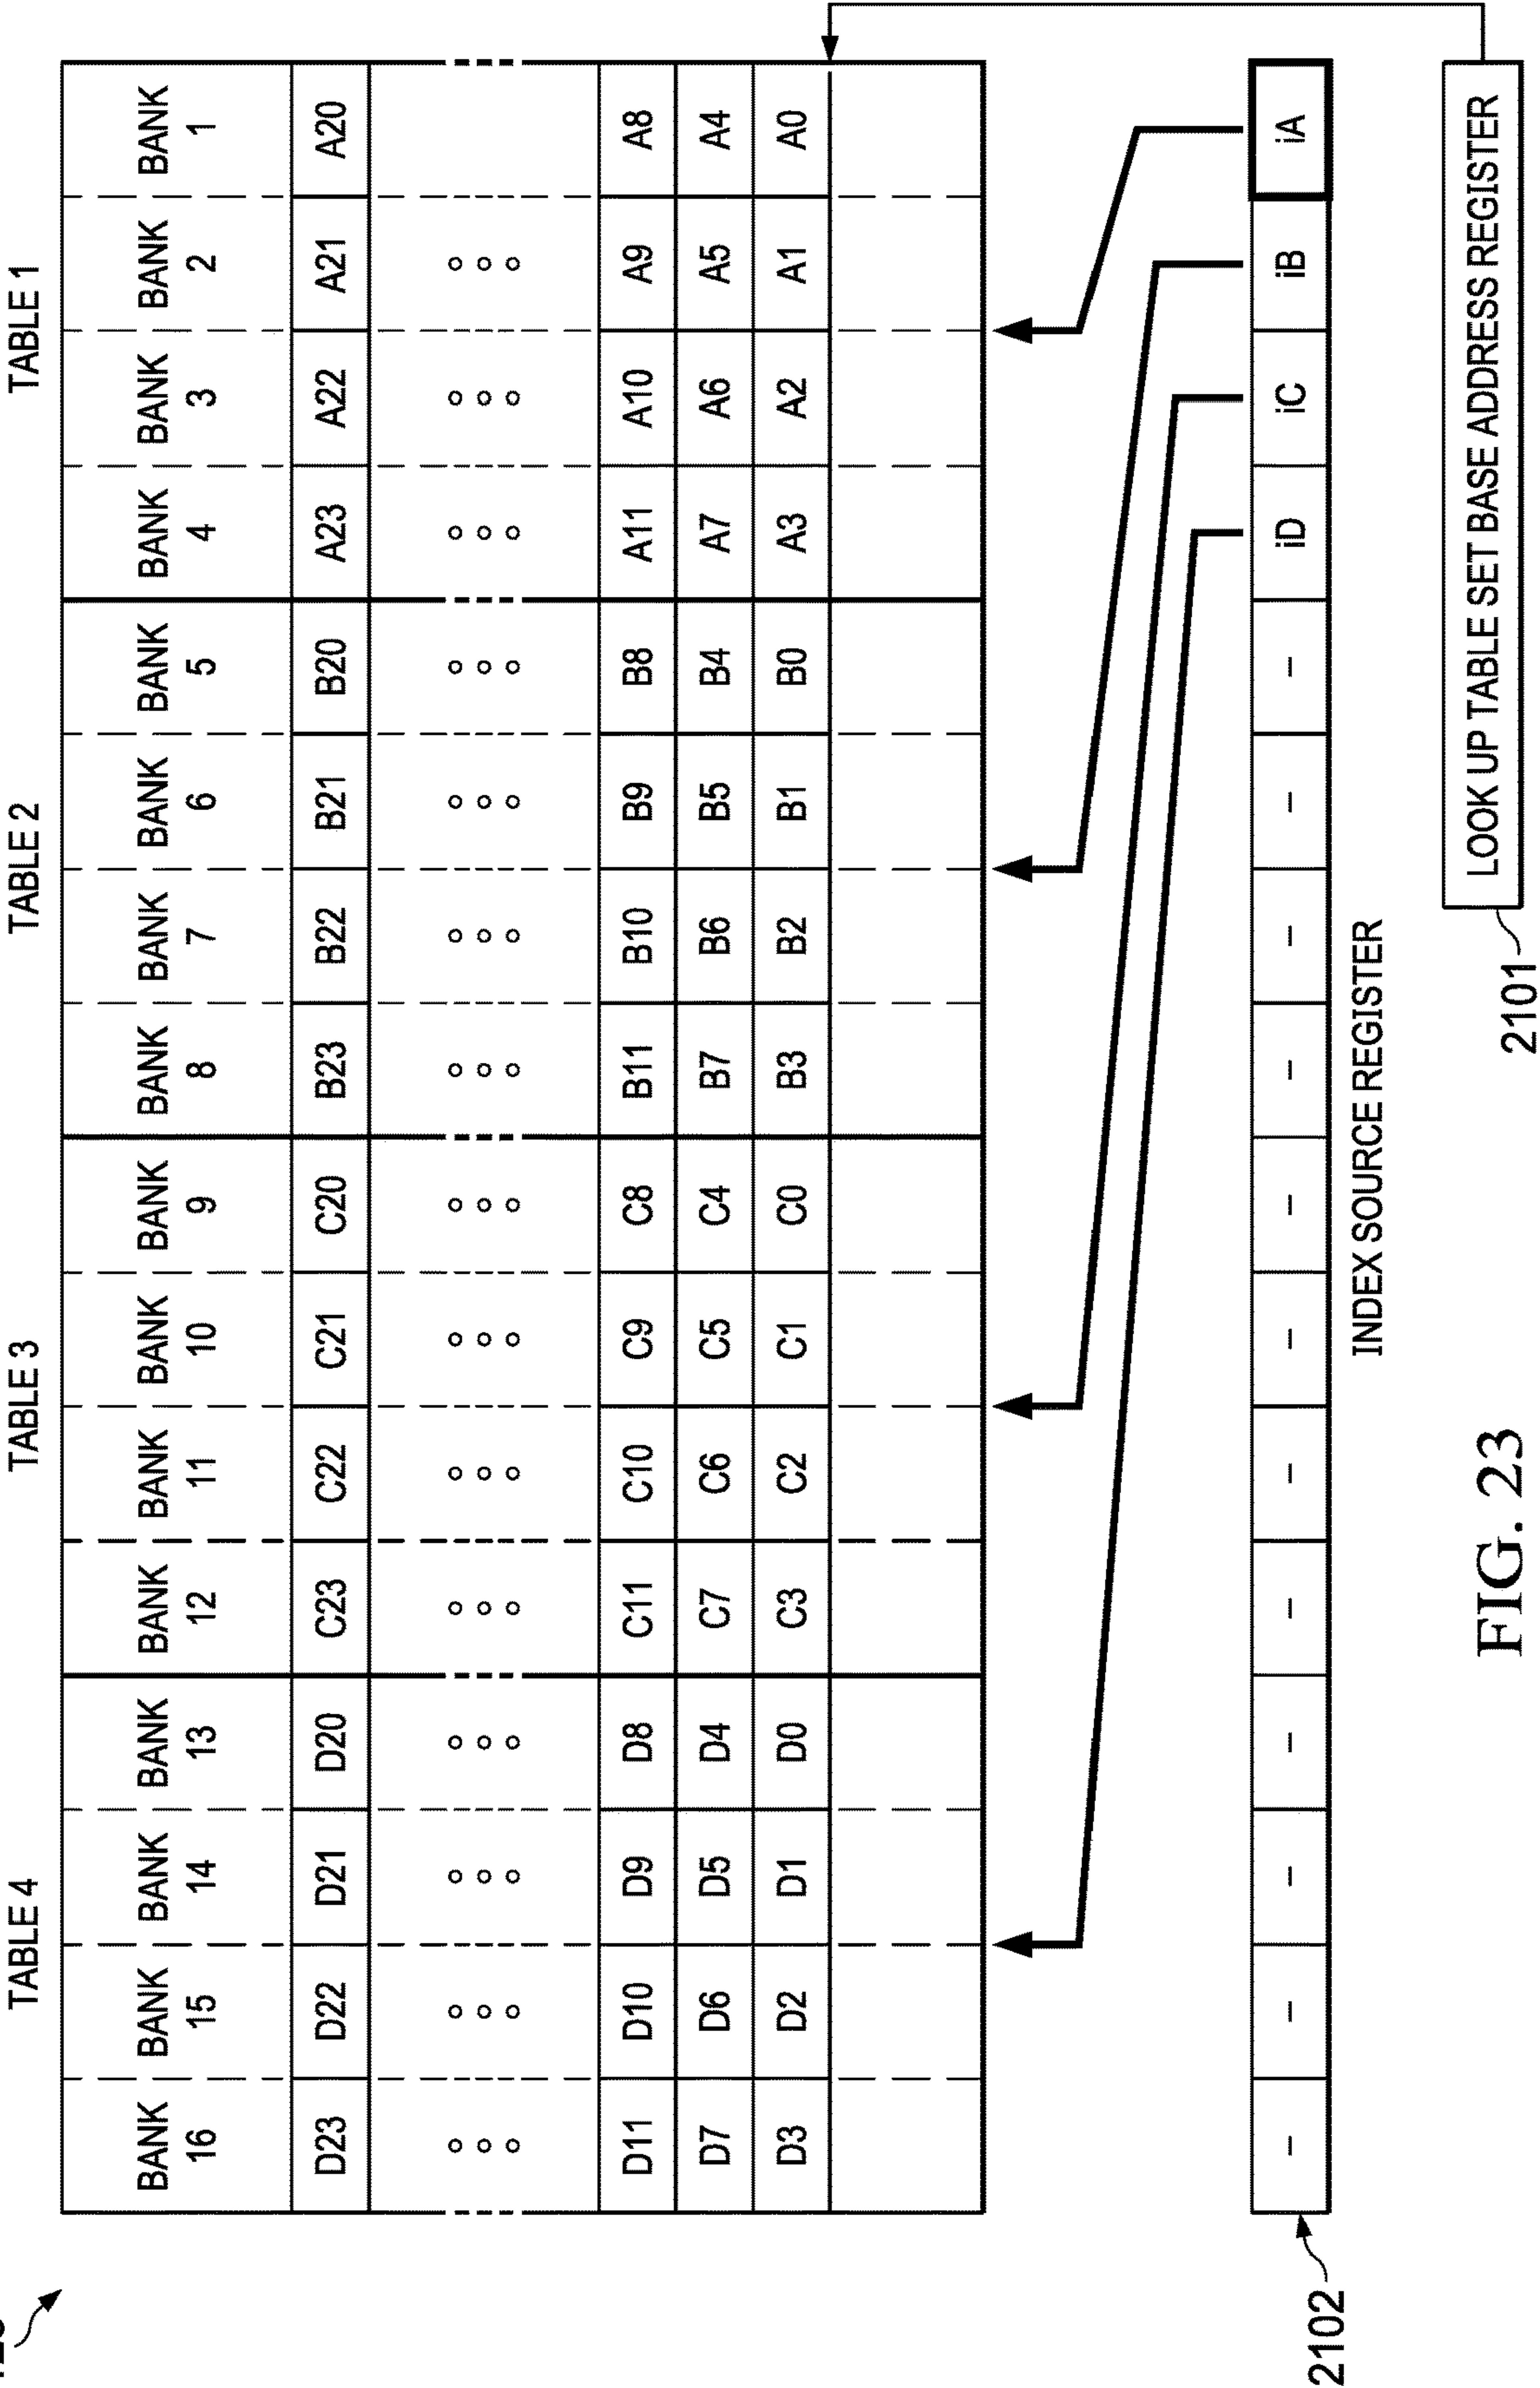 TABLE 4 TABLE 3 TABLE 2 TABLE 1
BANK BANK BANK BANK BANK BANK BANK BANK BANK BANK BANK BANK BANK BANK BANK BANK
16 15 14 13 12 11 10 9 8 7 6 5 4 3 2 1
D23 D22 D21 D20 C23 C22 C21 C20 B23 B22 B21 B20 A23 A22 A21 A20
D11 D10 D9 D8 C11 C10 C9 C8 B11 B10 B9 B8 A11 A10 A9 A8
D7 D6 D5 D4 C7 C6 C5 C4 B7 B6 B5 B4 A7 A6 A5 A4
D3 D2 D1 D0 C3 C2 C1 C0 B3 B2 B1 B0 A3 A2 A1 A0
2102 - - - - - - - - - - - - iD iC iB iA
INDEX SOURCE REGISTER
2101 LOOK UP TABLE SET BASE ADDRESS REGISTER
FIG. 23